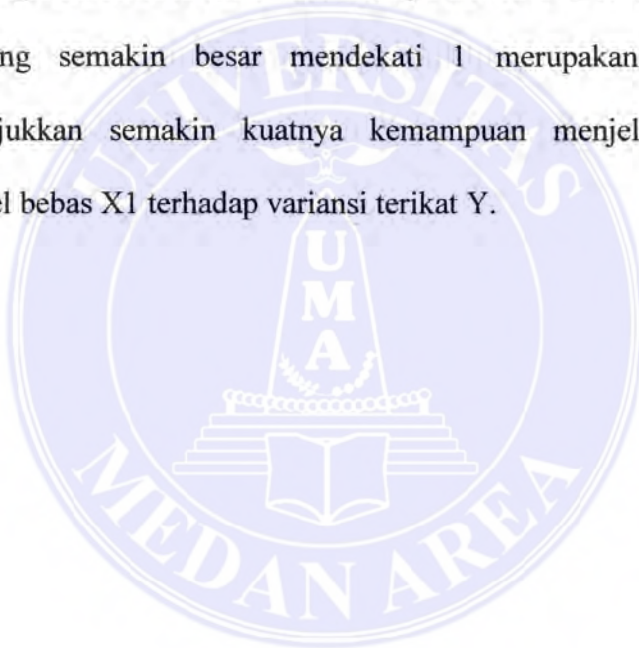 ng semakin besar mendekati 1 merupakan
jukkan semakin kuatnya kemampuan menjel
el bebas X1 terhadap variansi terikat Y.
UNIVERSITAS
UMA
MEDAN AREA